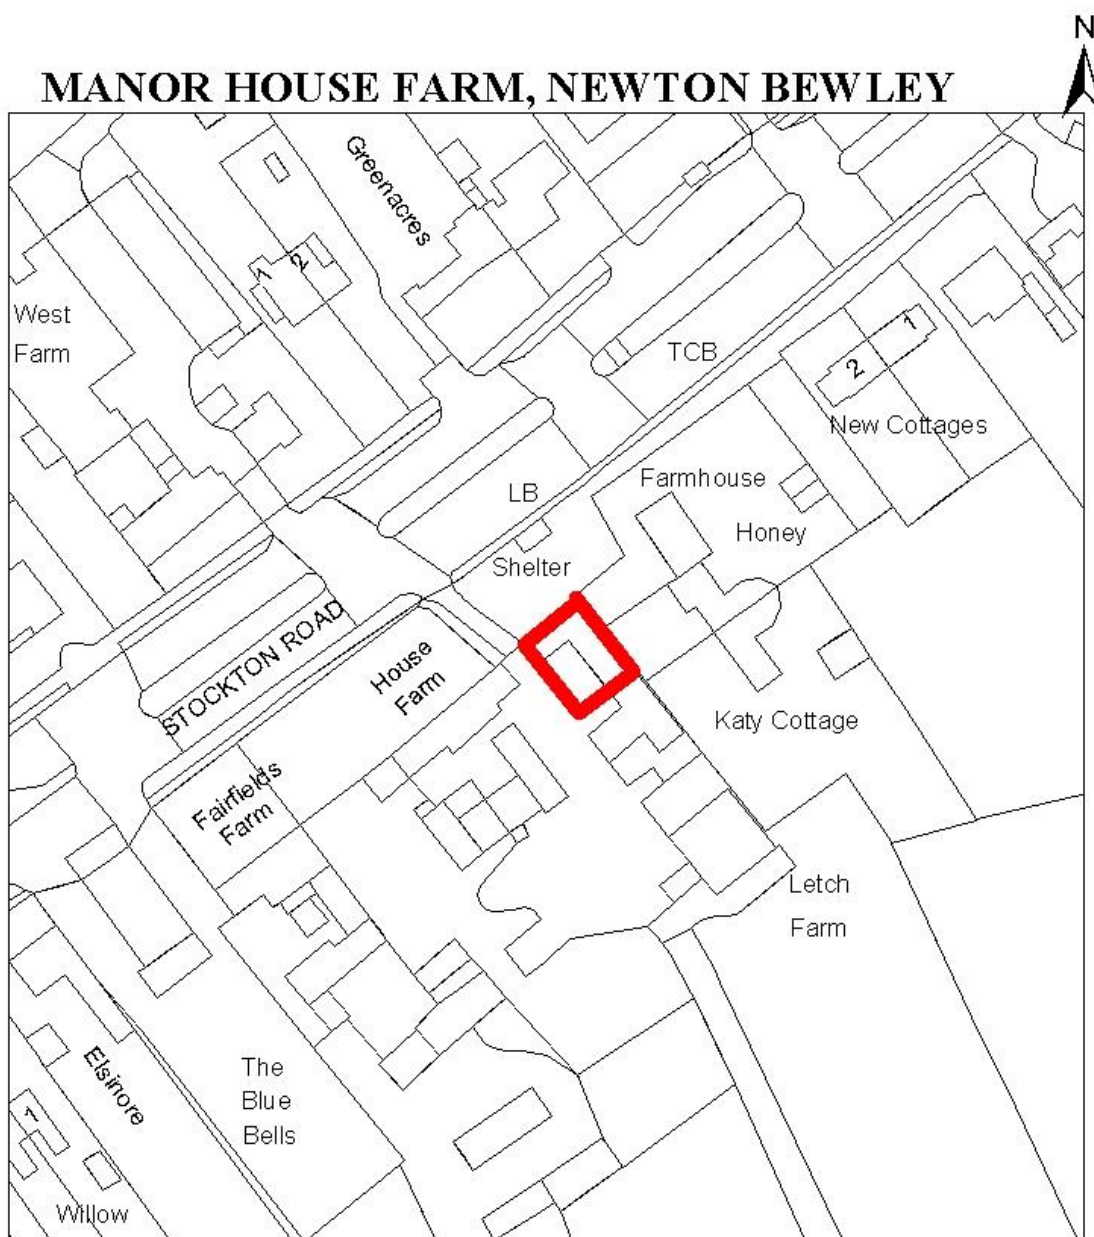 N
MANOR HOUSE FARM, NEWTON BEWLEY
Greenacres
1 2
West
Farm
TCB
1
2
New Cottages
Farmhouse
LB
Honey
Shelter
STOCKTON ROAD
House
Farm
Katy Cottage
Fairfields
Farm
Letch
Farm
Elsinore
The
Blue
Bells
1
Willow